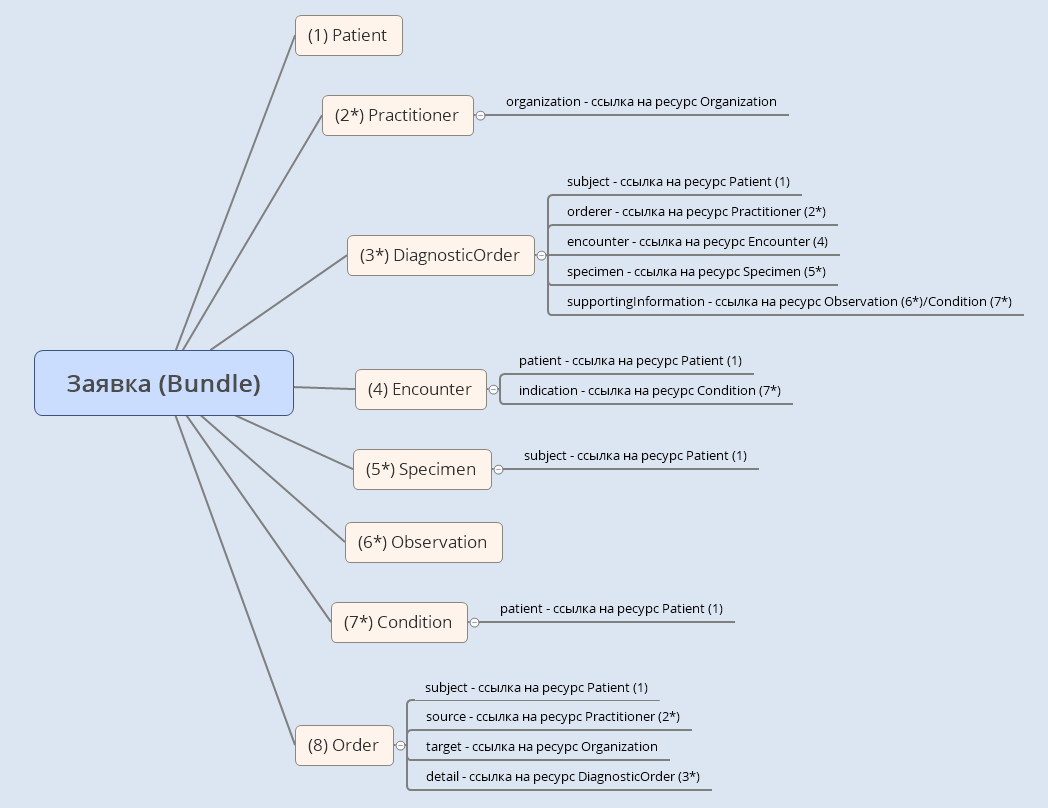 (1) Patient
(2*) Practitioner
organization - ссылка на ресурс Organization
(3*) DiagnosticOrder
subject - ссылка на ресурс Patient (1)
orderer - ссылка на ресурс Practitioner (2*)
encounter - ссылка на ресурс Encounter (4)
specimen - ссылка на ресурс Specimen (5*)
supportingInformation - ссылка на ресурс Observation (6*)/Condition (7*)
Заявка (Bundle)
(4) Encounter
patient - ссылка на ресурс Patient (1)
indication - ссылка на ресурс Condition (7*)
(5*) Specimen
subject - ссылка на ресурс Patient (1)
(6*) Observation
(7*) Condition
patient - ссылка на ресурс Patient (1)
(8) Order
subject - ссылка на ресурс Patient (1)
source - ссылка на ресурс Practitioner (2*)
target - ссылка на ресурс Organization
detail - ссылка на ресурс DiagnosticOrder (3*)